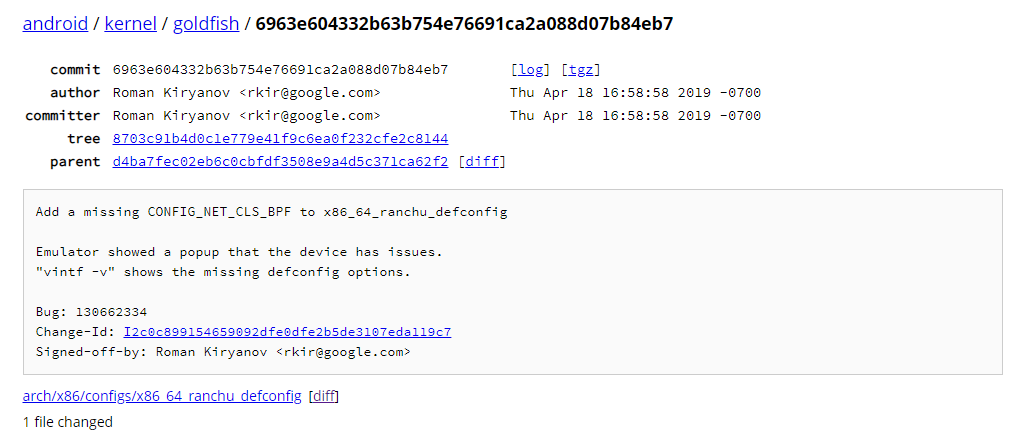 android / kernel / goldfish / 6963e604332b63b754e76691ca2a088d07b84eb7
commit 6963e604332b63b754e76691ca2a088d07b84eb7 [log] [tgz]
author Roman Kiryanov <rkir@google.com> Thu Apr 18 16:58:58 2019 -0700
committer Roman Kiryanov <rkir@google.com> Thu Apr 18 16:58:58 2019 -0700
tree 8703c91b4d0c1e779e41f9c6ea0f232cfe2c8144
parent d4ba7fec02eb6c0cbfdf3508e9a4d5c371ca62f2 [diff]
Add a missing CONFIG_NET_CLS_BPF to x86_64_ranchu_defconfig
Emulator showed a popup that the device has issues.
"vintf -v" shows the missing defconfig options.
Bug: 130662334
Change-Id: I2c0c899154659092dfe0dfe2b5de3107eda119c7
Signed-off-by: Roman Kiryanov <rkir@google.com>
arch/x86/configs/x86_64_ranchu_defconfig [diff]
1 file changed